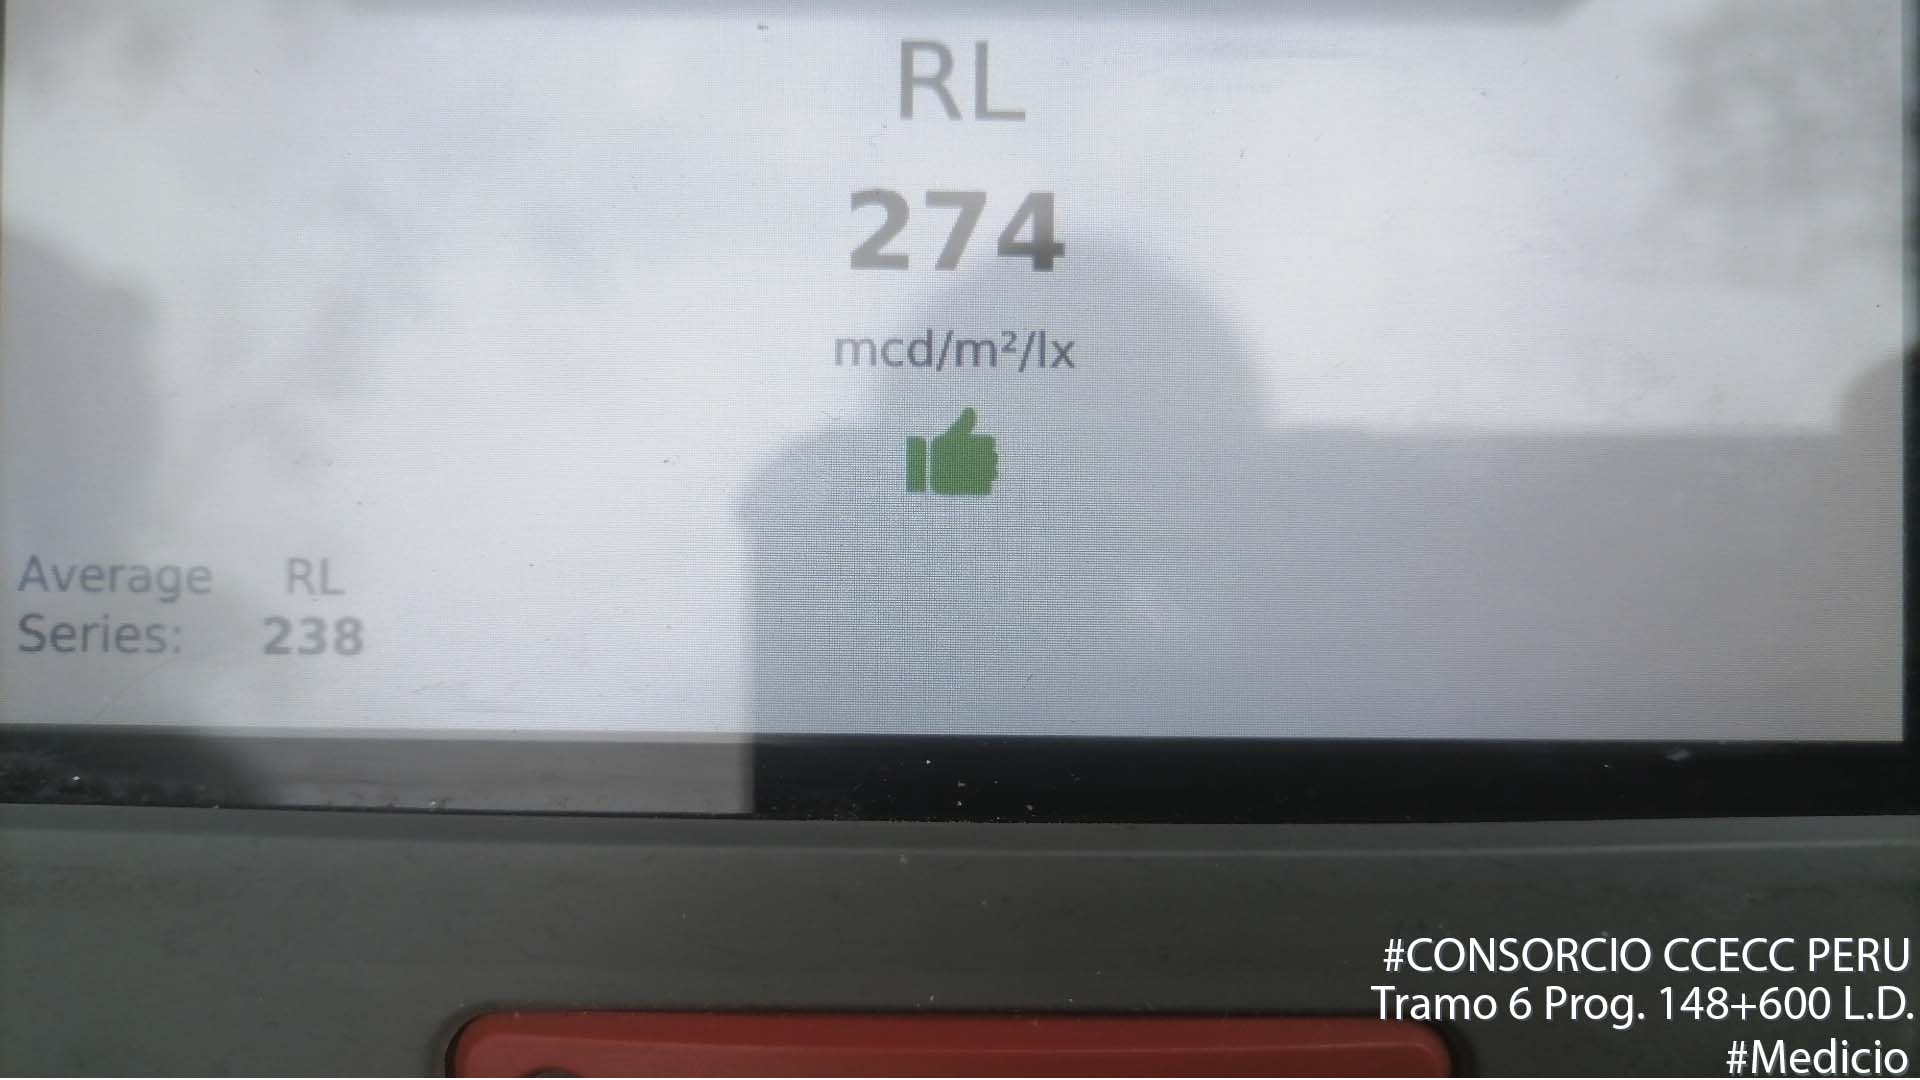 RL
274
mcd/m²/lx
Average RL
Series: 238
#CONSORCIO CCECC PERU
Tramo 6 Prog. 148+600 L.D.
#Medicio